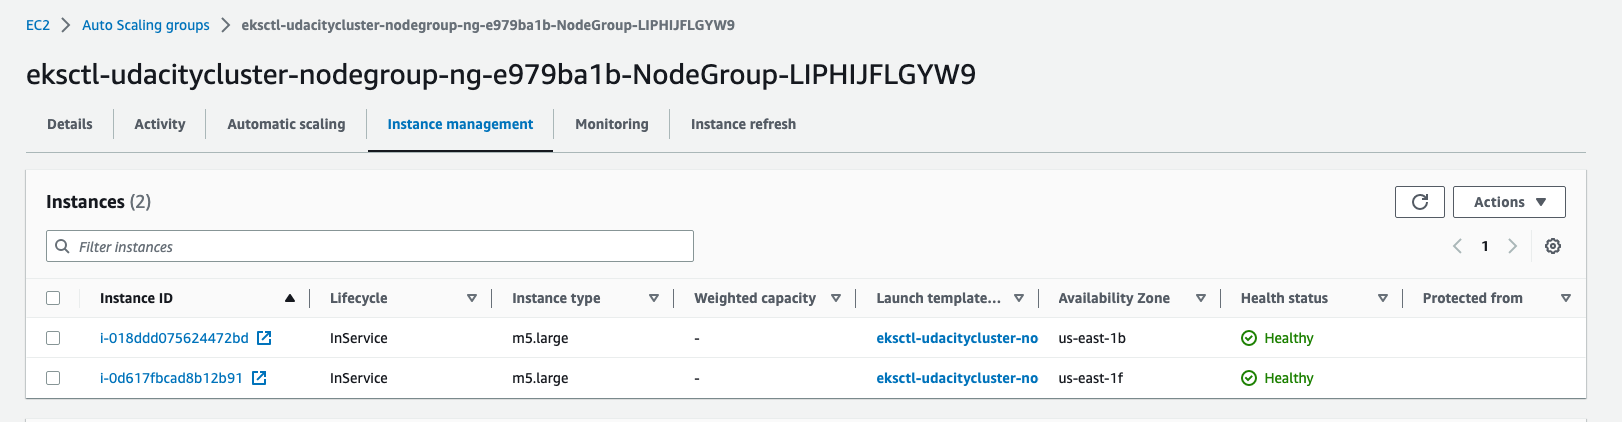 EC2 > Auto Scaling groups > eksctl-udacitycluster-nodegroup-ng-e979ba1b-NodeGroup-LIPHIJFLGYW9
eksctl-udacitycluster-nodegroup-ng-e979ba1b-NodeGroup-LIPHIJFLGYW9
Details Activity Automatic scaling Instance management Monitoring Instance refresh
Instances (2)
Actions
Filter instances
1
Instance ID Lifecycle Instance type Weighted capacity Launch template... Availability Zone Health status Protected from
i-018ddd075624472bd InService m5.large - eksctl-udacitycluster-no us-east-1b Healthy
i-0d617fbcad8b12b91 InService m5.large - eksctl-udacitycluster-no us-east-1f Healthy